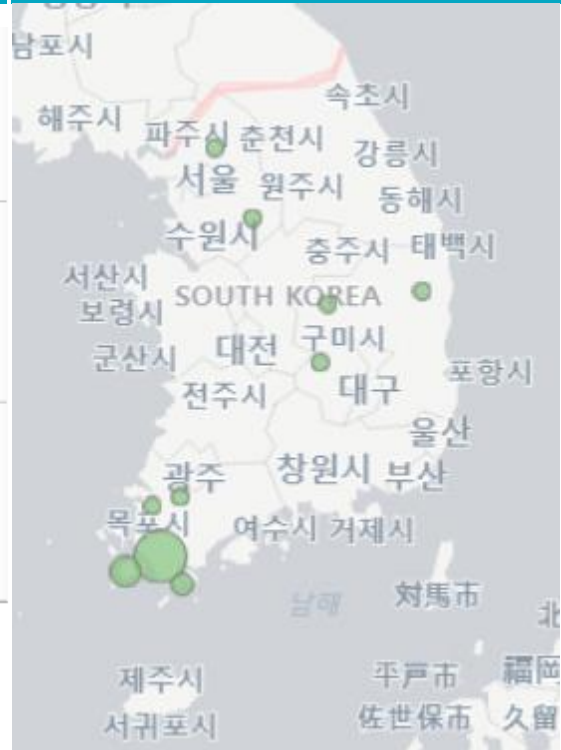 남포시
속초시
해주시
파주시 춘천시
강릉시
서울
원주시
동해시
수원시
충주시 태백시
서산시
SOUTH KOREA
보령시
구미시
대전
군산시
포항시
대구
전주시
울산
광주
창원시 부산
목포시
여수시 거제시
남해
対馬市
제주시
平戸市
福岡
서귀포시
佐世保市
久留